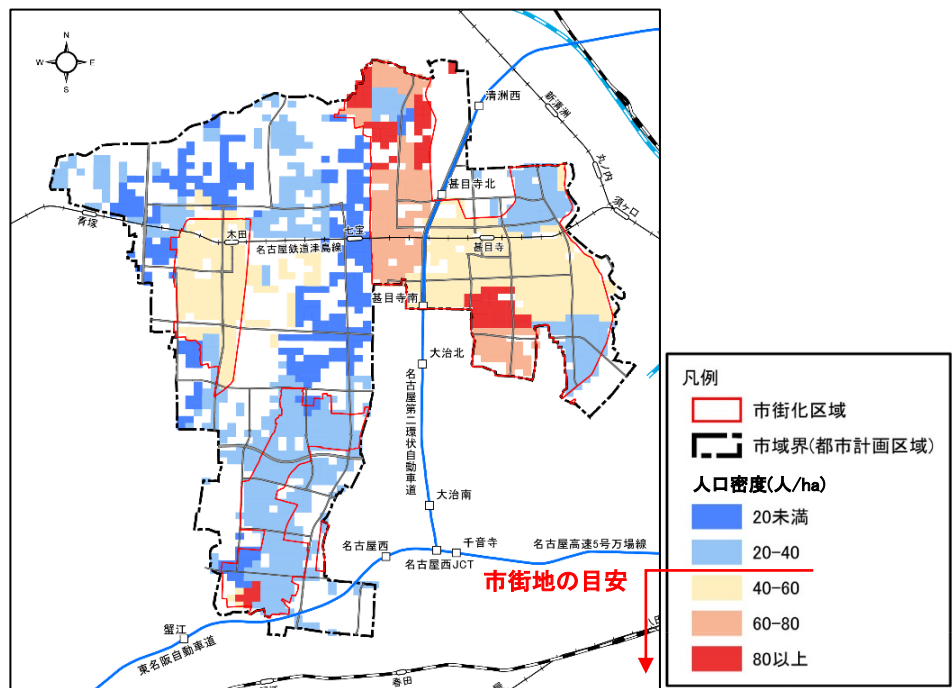 N
W
E
S
清洲西
新清洲
丸ノ内
須ケ口
甚目寺北
青塚
木田
七宝
甚目寺
名古屋鉄道津島線
甚目寺南
大治北
名古屋第二環状自動車道
大治南
名古屋西
千音寺
名古屋高速5号万場線
名古屋西JCT
蟹江
東名阪自動車道
春田
市街地の目安
凡例
市街化区域
市域界(都市計画区域)
人口密度(人/ha)
20未満
20-40
40-60
60-80
80以上